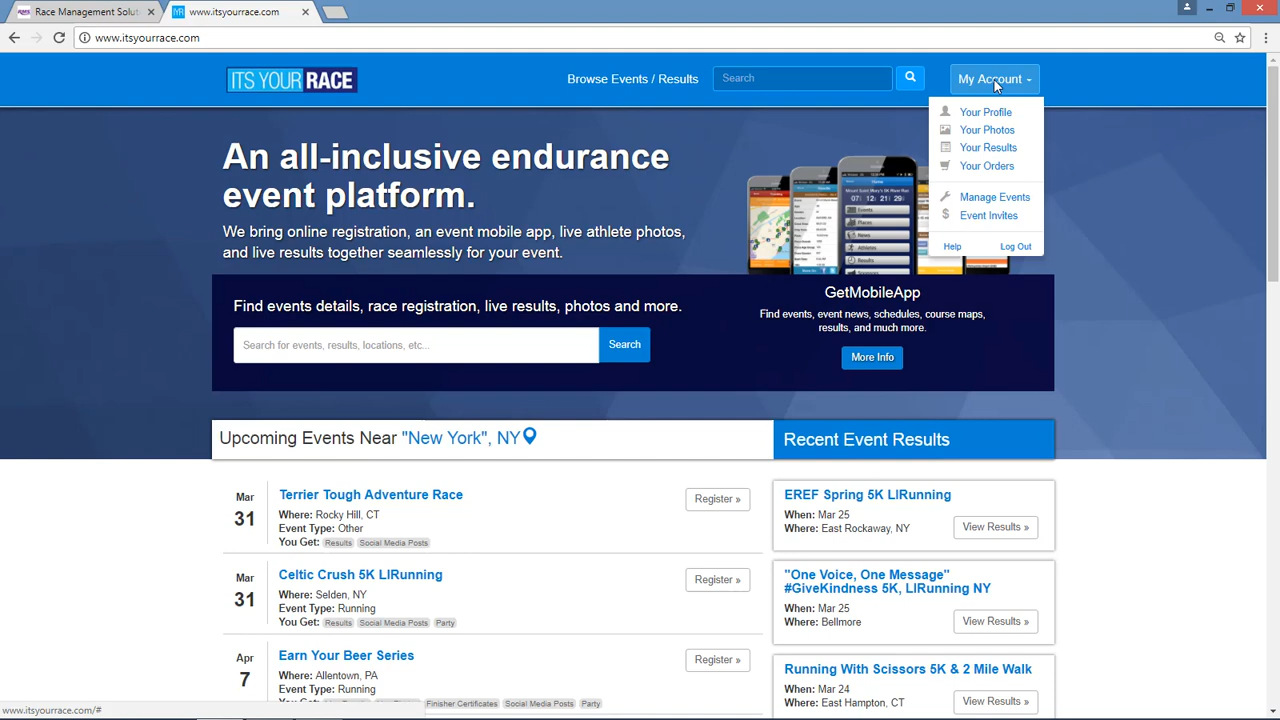 RMS Race Management Solut
IYR www.itsyourrace.com
www.itsyourrace.com
ITS YOUR RACE
Browse Events / Results
Search
My Account
Your Profile
Your Photos
Your Results
Your Orders
Manage Events
$ Event Invites
Help Log Out
An all-inclusive endurance
event platform.
We bring online registration, an event mobile app, live athlete photos,
and live results together seamlessly for your event.
Find events details, race registration, live results, photos and more.
Search for events, results, locations, etc...
Search
GetMobileApp
Find events, event news, schedules, course maps,
results, and much more.
More Info
Upcoming Events Near "New York", NY
Mar
31
Terrier Tough Adventure Race
Where: Rocky Hill, CT
Event Type: Other
You Get: Results Social Media Posts
Register »
Mar
31
Celtic Crush 5K LIRunning
Where: Selden, NY
Event Type: Running
You Get: Results Social Media Posts Party
Register »
Apr
7
Earn Your Beer Series
Where: Allentown, PA
Event Type: Running
Finisher Certificates Social Media Posts Party
Register »
Recent Event Results
EREF Spring 5K LIRunning
When: Mar 25
Where: East Rockaway, NY
View Results »
"One Voice, One Message"
#GiveKindness 5K, LIRunning NY
When: Mar 25
Where: Bellmore
View Results »
Running With Scissors 5K & 2 Mile Walk
When: Mar 24
Where: East Hampton, CT
View Results »
www.itsyourrace.com/#